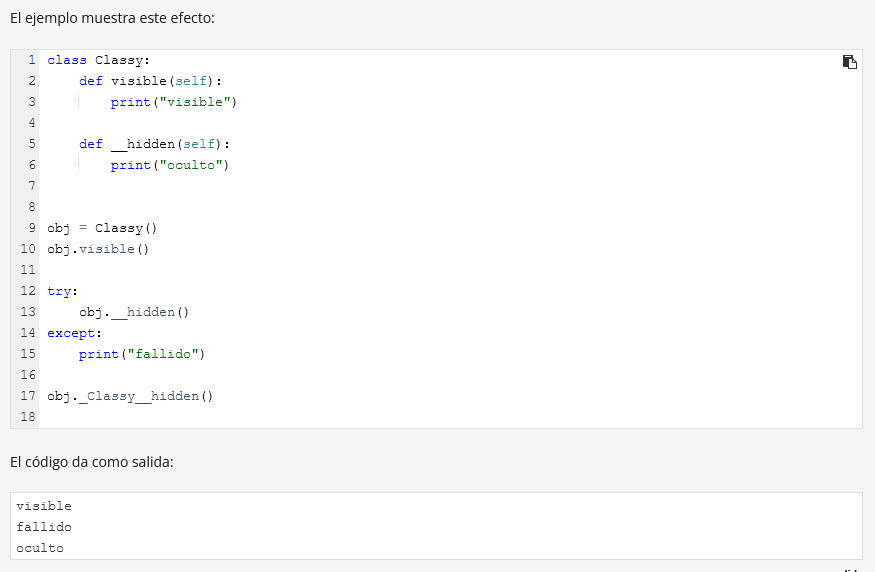 El ejemplo muestra este efecto:
1 class Classy:
2     def visible(self):
3         print("visible")
4
5     def __hidden(self):
6         print("oculto")
7
8
9 obj = Classy()
10 obj.visible()
11
12 try:
13     obj.__hidden()
14 except:
15     print("fallido")
16
17 obj._Classy__hidden()
18
El código da como salida:
visible
fallido
oculto